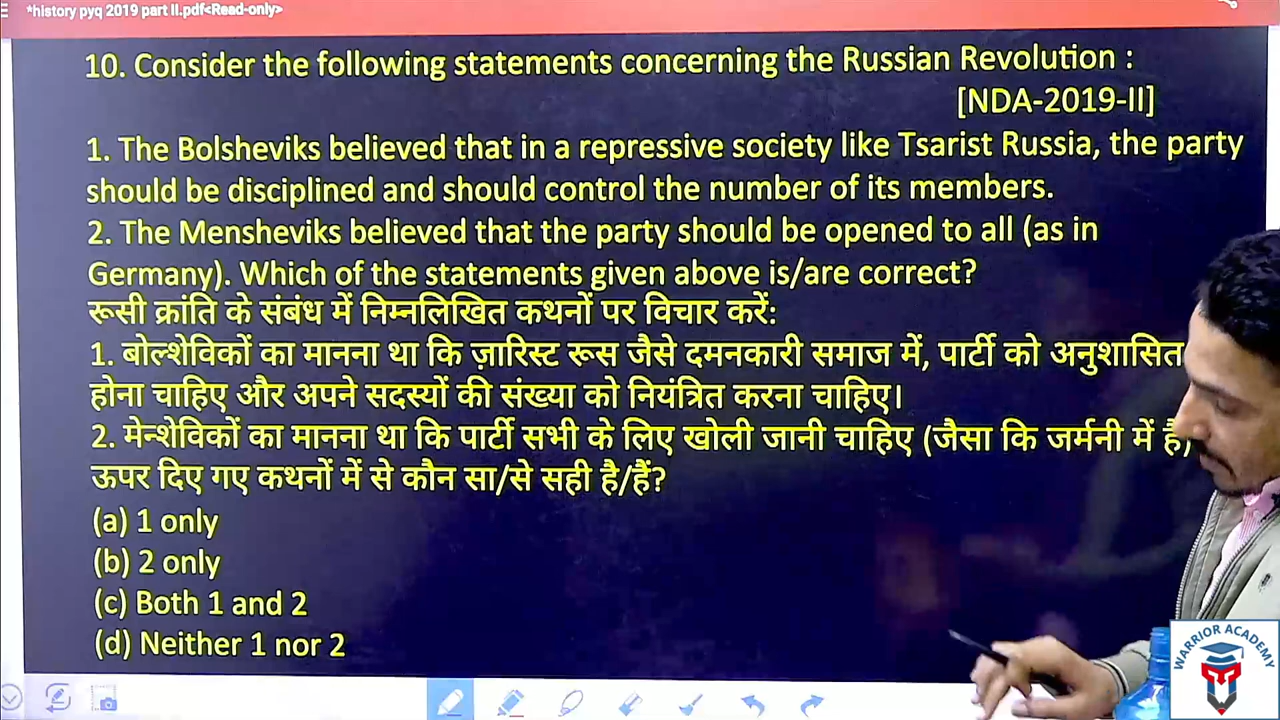 *history pyq 2019 part II.pdf<Read-only>
10. Consider the following statements concerning the Russian Revolution :
[NDA-2019-II]
1. The Bolsheviks believed that in a repressive society like Tsarist Russia, the party
should be disciplined and should control the number of its members.
2. The Mensheviks believed that the party should be opened to all (as in
Germany). Which of the statements given above is/are correct?
रूसी क्रांति के संबंध में निम्नलिखित कथनों पर विचार करें:
1. बोल्शेविकों का मानना था कि ज़ारिस्ट रूस जैसे दमनकारी समाज में, पार्टी को अनुशासित
होना चाहिए और अपने सदस्यों की संख्या को नियंत्रित करना चाहिए।
2. मेन्शेविकों का मानना था कि पार्टी सभी के लिए खोली जानी चाहिए (जैसा कि जर्मनी में है)
ऊपर दिए गए कथनों में से कौन सा/से सही है/हैं?
(a) 1 only
(b) 2 only
(c) Both 1 and 2
(d) Neither 1 nor 2
WARRIOR ACADEMY